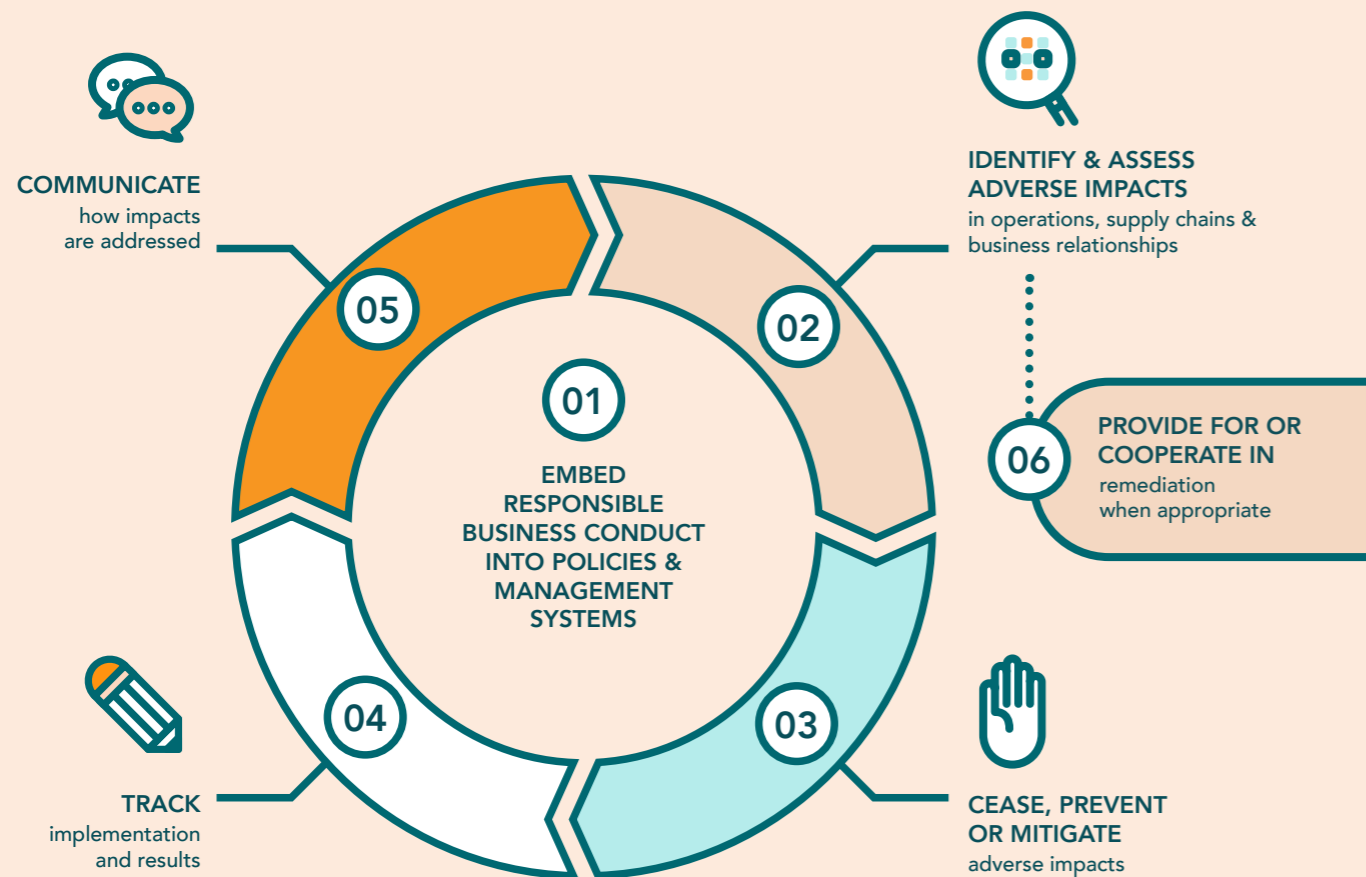 01
EMBED
RESPONSIBLE
BUSINESS CONDUCT
INTO POLICIES &
MANAGEMENT
SYSTEMS
02
IDENTIFY & ASSESS
ADVERSE IMPACTS
in operations, supply chains &
business relationships
03
CEASE, PREVENT
OR MITIGATE
adverse impacts
04
TRACK
implementation
and results
05
COMMUNICATE
how impacts
are addressed
06
PROVIDE FOR OR
COOPERATE IN
remediation
when appropriate